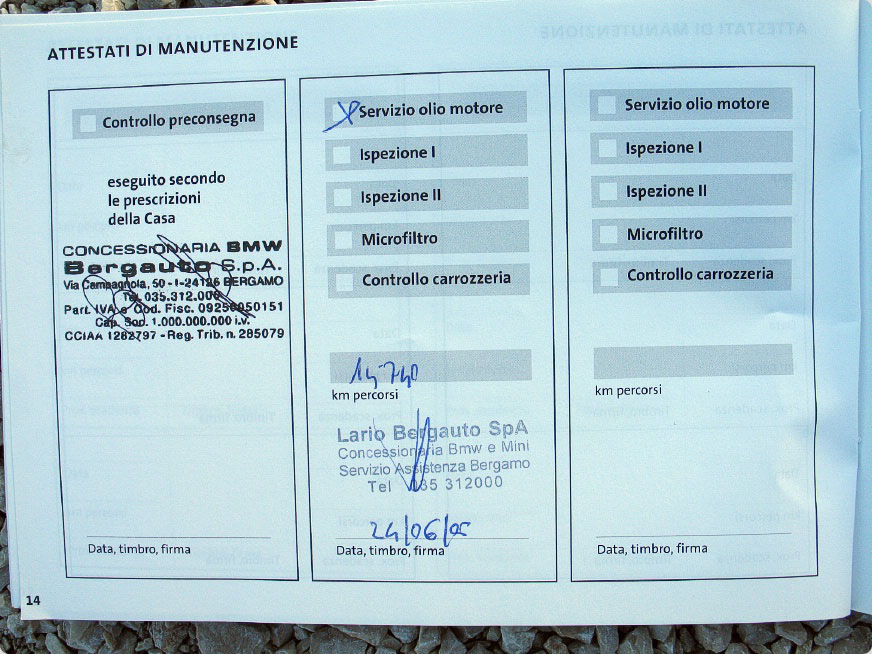 ATTESTATI DI MANUTENZIONE
Controllo preconsegna
eseguito secondo
le prescrizioni
della Casa
CONCESSIONARIA BMW
Bergauto S.p.A.
Via Campagnola, 50 - I-24126 BERGAMO
Tel. 035.312.000
Part. IVA e Cod. Fisc. 09250050151
Cap. Soc. 1.000.000.000 i.v.
CCIAA 1282797 - Reg. Trib. n. 285079
Data, timbro, firma
Servizio olio motore
Ispezione I
Ispezione II
Microfiltro
Controllo carrozzeria
14740
km percorsi
Lario Bergauto SpA
Concessionaria Bmw e Mini
Servizio Assistenza Bergamo
Tel 035 312000
24/06/05
Data, timbro, firma
Servizio olio motore
Ispezione I
Ispezione II
Microfiltro
Controllo carrozzeria
km percorsi
Data, timbro, firma
14